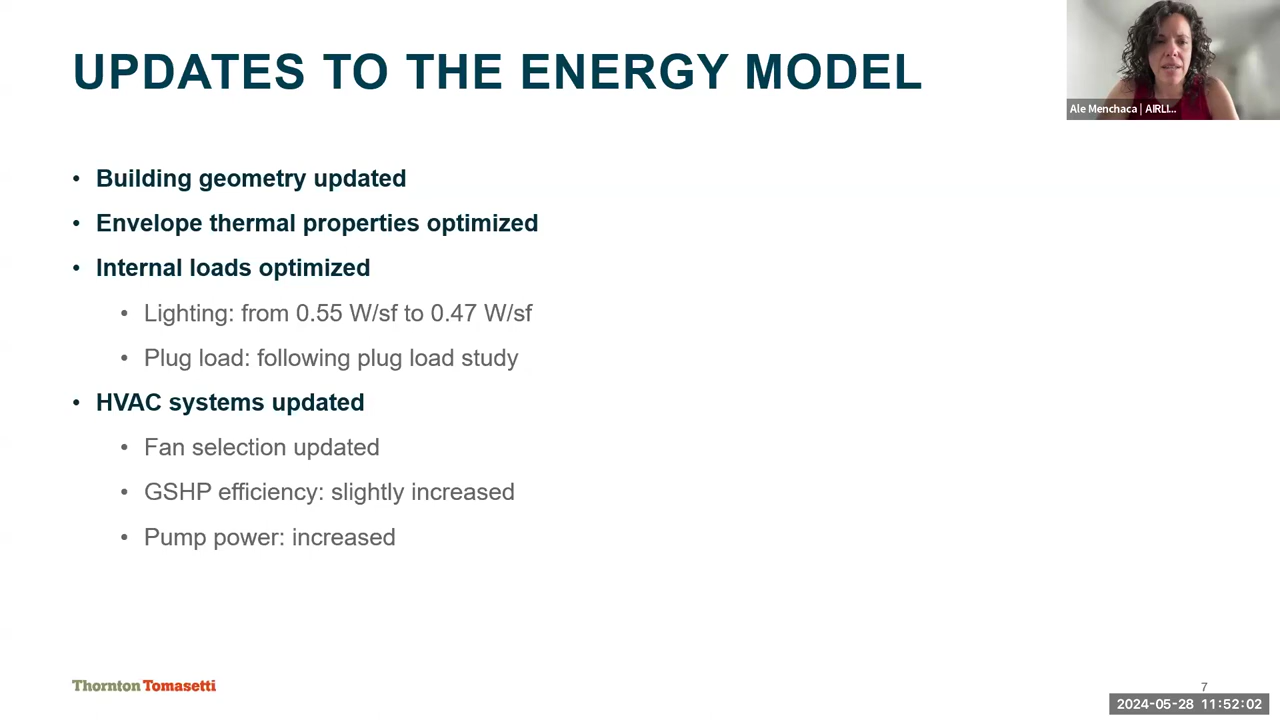 UPDATES TO THE ENERGY MODEL
Ale Menchaca | AIRLI...
• Building geometry updated
• Envelope thermal properties optimized
• Internal loads optimized
• Lighting: from 0.55 W/sf to 0.47 W/sf
• Plug load: following plug load study
• HVAC systems updated
• Fan selection updated
• GSHP efficiency: slightly increased
• Pump power: increased
Thornton Tomasetti
7
2024-05-28 11:52:02